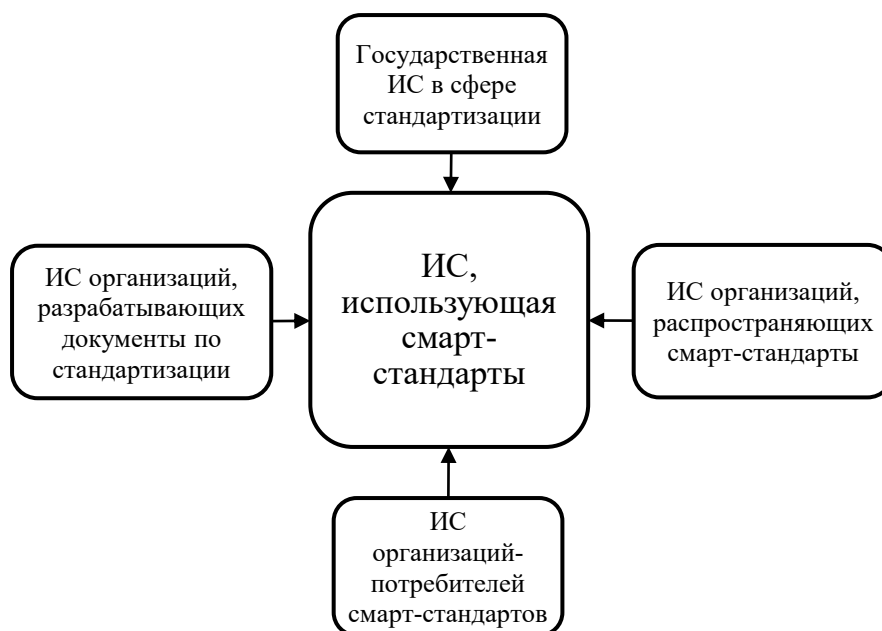 Государственная
ИС в сфере
стандартизации
ИС организаций,
разрабатывающих
документы по
стандартизации
ИС,
использующая
смарт-
стандарты
ИС организаций,
распространяющих
смарт-стандарты
ИС
организаций-
потребителей
смарт-стандартов